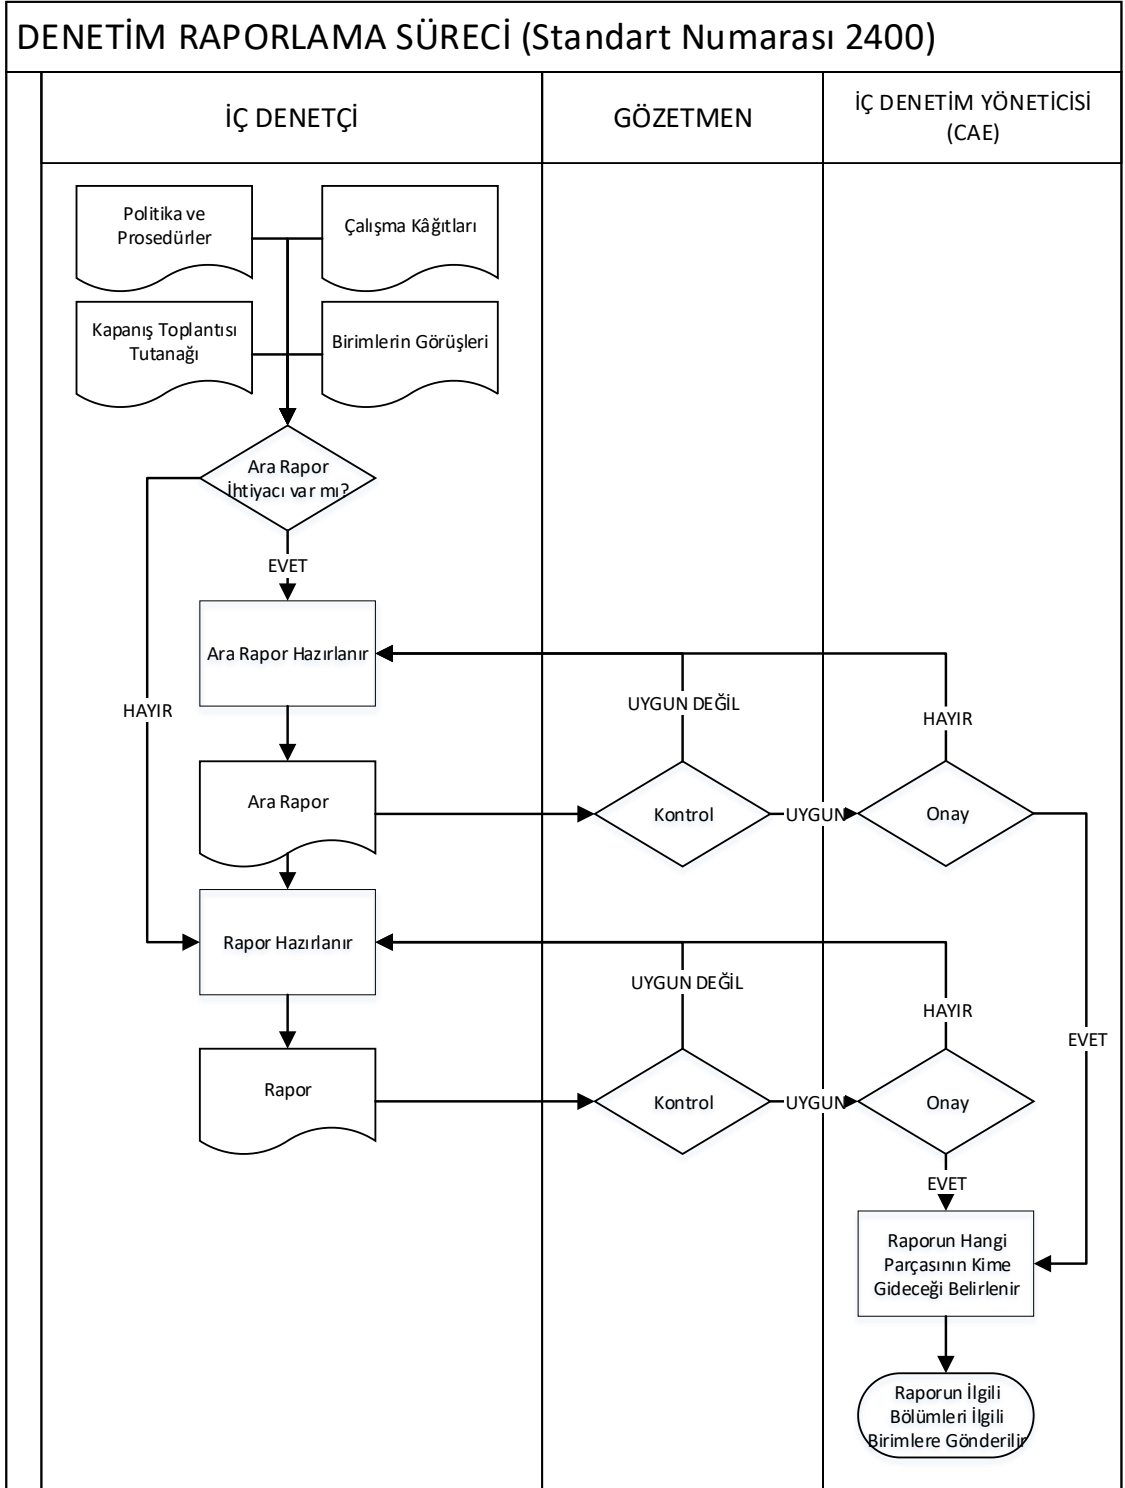 DENETİM RAPORLAMA SÜRECİ (Standart Numarası 2400)
İÇ DENETÇİ
GÖZETMEN
İÇ DENETİM YÖNETİCİSİ
(CAE)
Politika ve
Prosedürler
Çalışma Kâğıtları
Kapanış Toplantısı
Tutanağı
Birimlerin Görüşleri
Ara Rapor
İhtiyacı var mı?
EVET
Ara Rapor Hazırlanır
HAYIR
UYGUN DEĞİL
HAYIR
Ara Rapor
Kontrol
UYGUN
Onay
Rapor Hazırlanır
UYGUN DEĞİL
HAYIR
EVET
Rapor
Kontrol
UYGUN
Onay
EVET
Raporun Hangi
Parçasının Kime
Gideceği Belirlenir
Raporun İlgili
Bölümleri İlgili
Birimlere Gönderilir